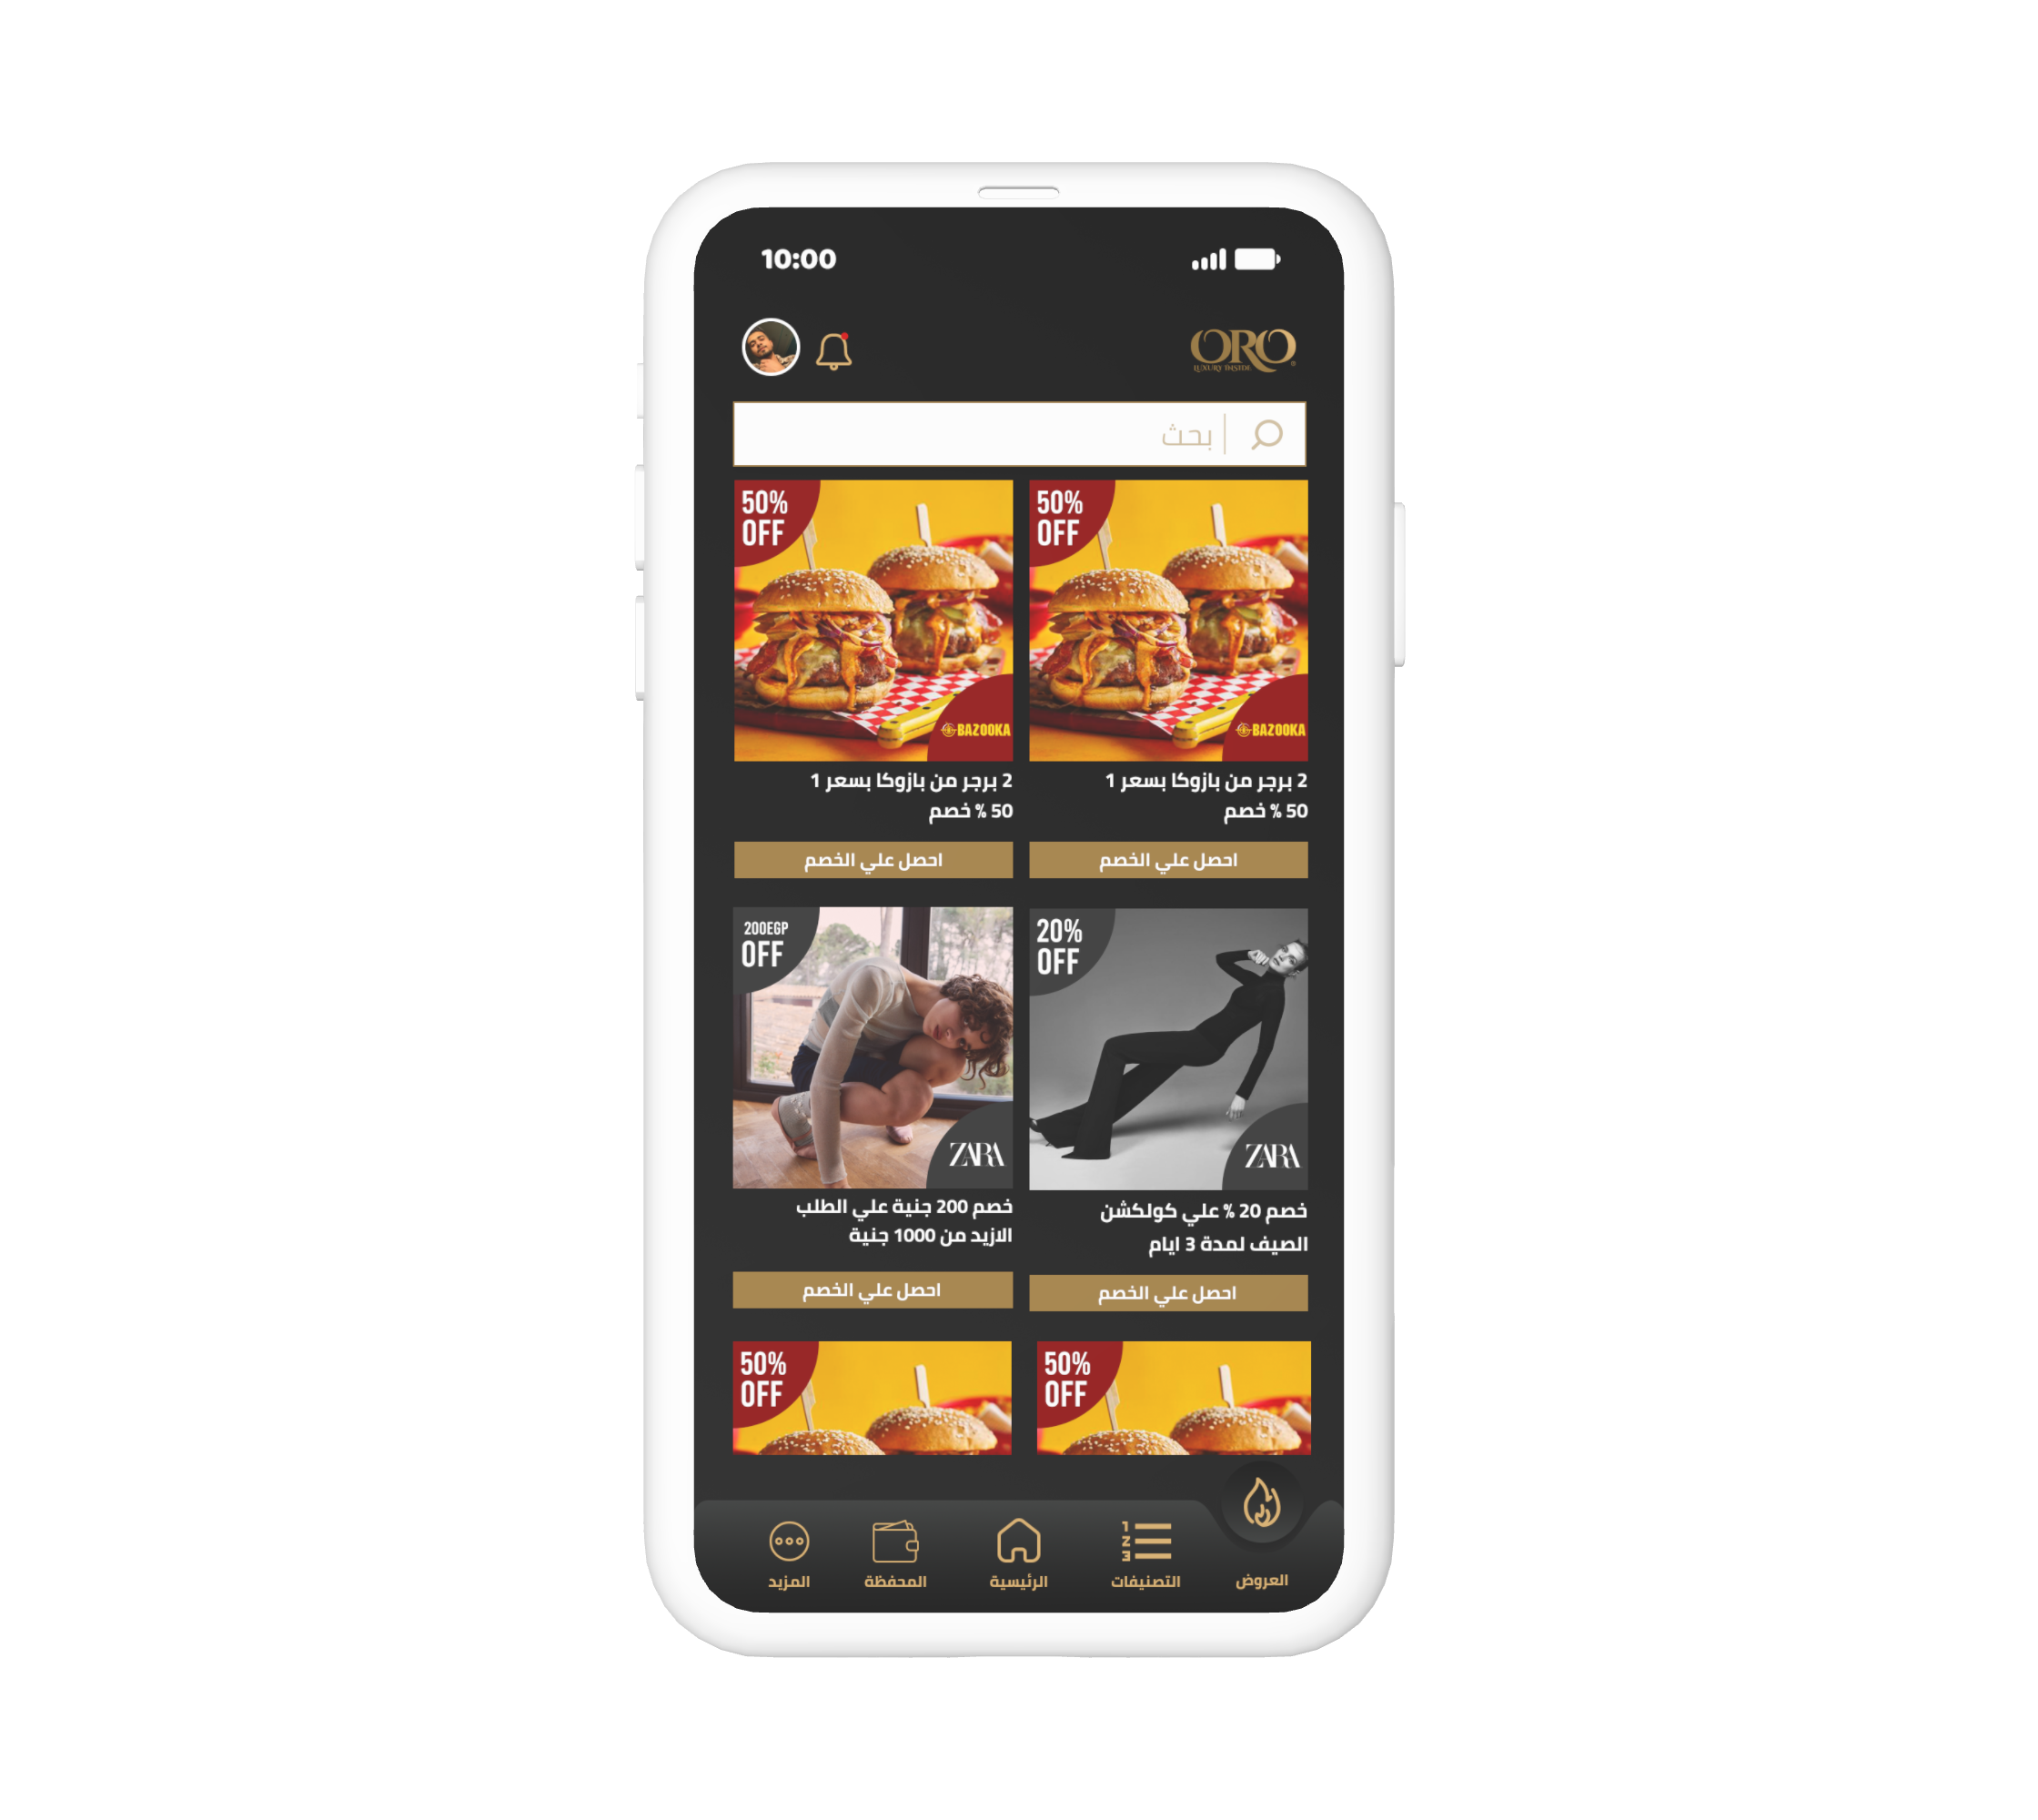 10:00
ORO
LUXURY INSIDE
بحث
50%
OFF
BAZOOKA
2 برجر من بازوكا بسعر 1
50 % خصم
احصل علي الخصم
50%
OFF
BAZOOKA
2 برجر من بازوكا بسعر 1
50 % خصم
احصل علي الخصم
20%
OFF
ZARA
خصم 20 % علي كولكشن
الصيف لمدة 3 ايام
احصل علي الخصم
200EGP
OFF
ZARA
خصم 200 جنية علي الطلب
الازيد من 1000 جنية
احصل علي الخصم
50%
OFF
50%
OFF
العروض
1
2
3
التصنيفات
الرئيسية
المحفظة
المزيد